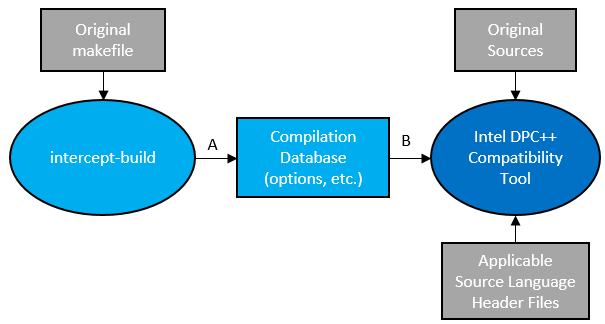 Original
makefile
Original
Sources
intercept-build
A
Compilation
Database
(options, etc.)
B
Intel DPC++
Compatibility
Tool
Applicable
Source Language
Header Files